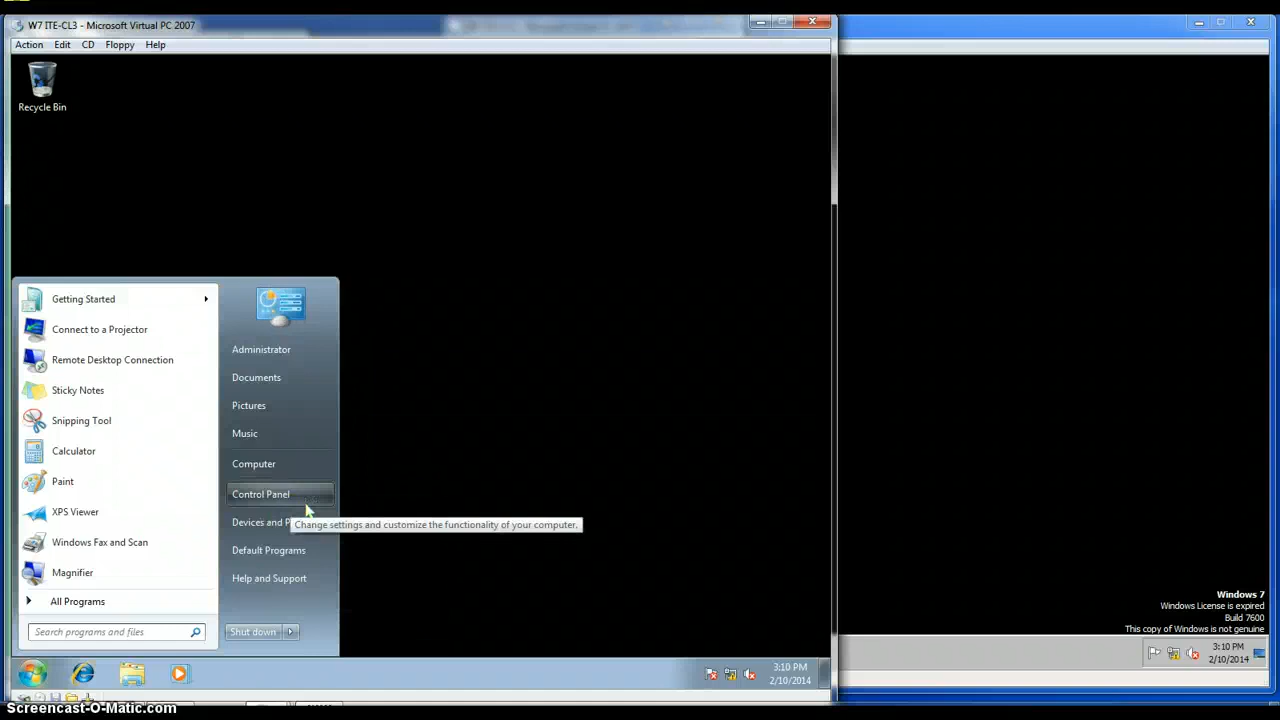 W7 ITE-CL3 - Microsoft Virtual PC 2007
Action Edit CD Floppy Help
Recycle Bin
Getting Started
Connect to a Projector
Remote Desktop Connection
Sticky Notes
Snipping Tool
Calculator
Paint
XPS Viewer
Windows Fax and Scan
Magnifier
All Programs
Search programs and files
Administrator
Documents
Pictures
Music
Computer
Control Panel
Devices and P
Change settings and customize the functionality of your computer.
Default Programs
Help and Support
Shut down
3:10 PM
2/10/2014
Windows 7
Windows License is expired
Build 7600
This copy of Windows is not genuine
3:10 PM
2/10/2014
Screencast-O-Matic.com